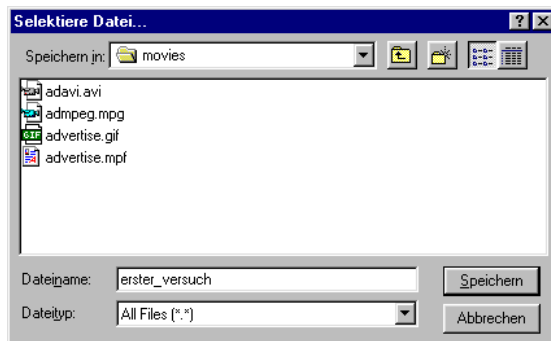 Selektiere Datei...
Speichern in: movies
adavi.avi
admpeg.mpg
GIF advertise.gif
advertise.mpf
Dateiname: erster_versuch Speichern
Dateityp: All Files (*.*) Abbrechen